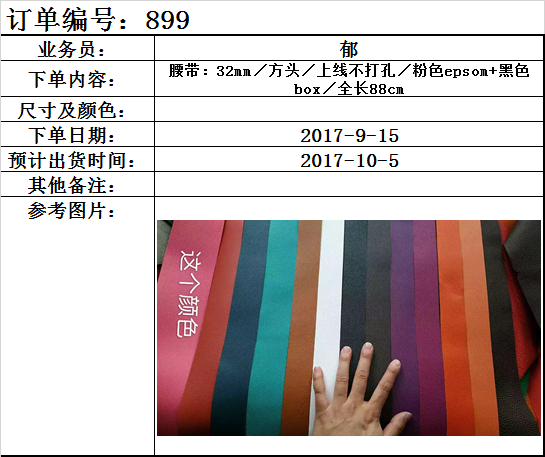 订单编号：899
业务员：
郁
下单内容：
腰带：32mm／方头／上线不打孔／粉色epsom+黑色
box／全长88cm
尺寸及颜色：
下单日期：
2017-9-15
预计出货时间：
2017-10-5
其他备注：
参考图片：
这个颜色